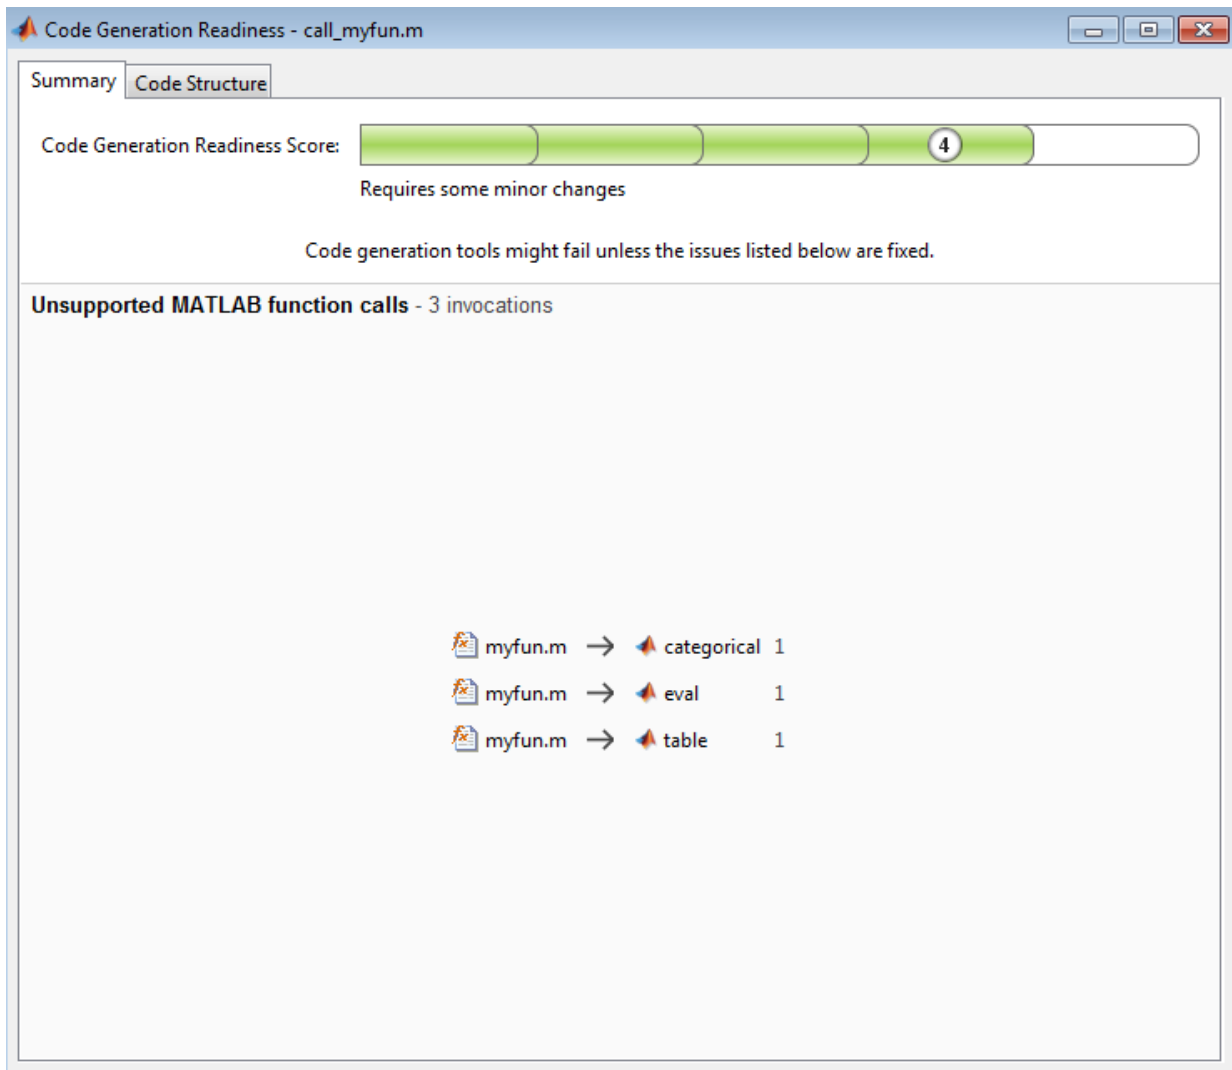 Code Generation Readiness - call_myfun.m
Summary Code Structure
Code Generation Readiness Score: 4
Requires some minor changes
Code generation tools might fail unless the issues listed below are fixed.
Unsupported MATLAB function calls - 3 invocations
myfun.m → categorical 1
myfun.m → eval 1
myfun.m → table 1